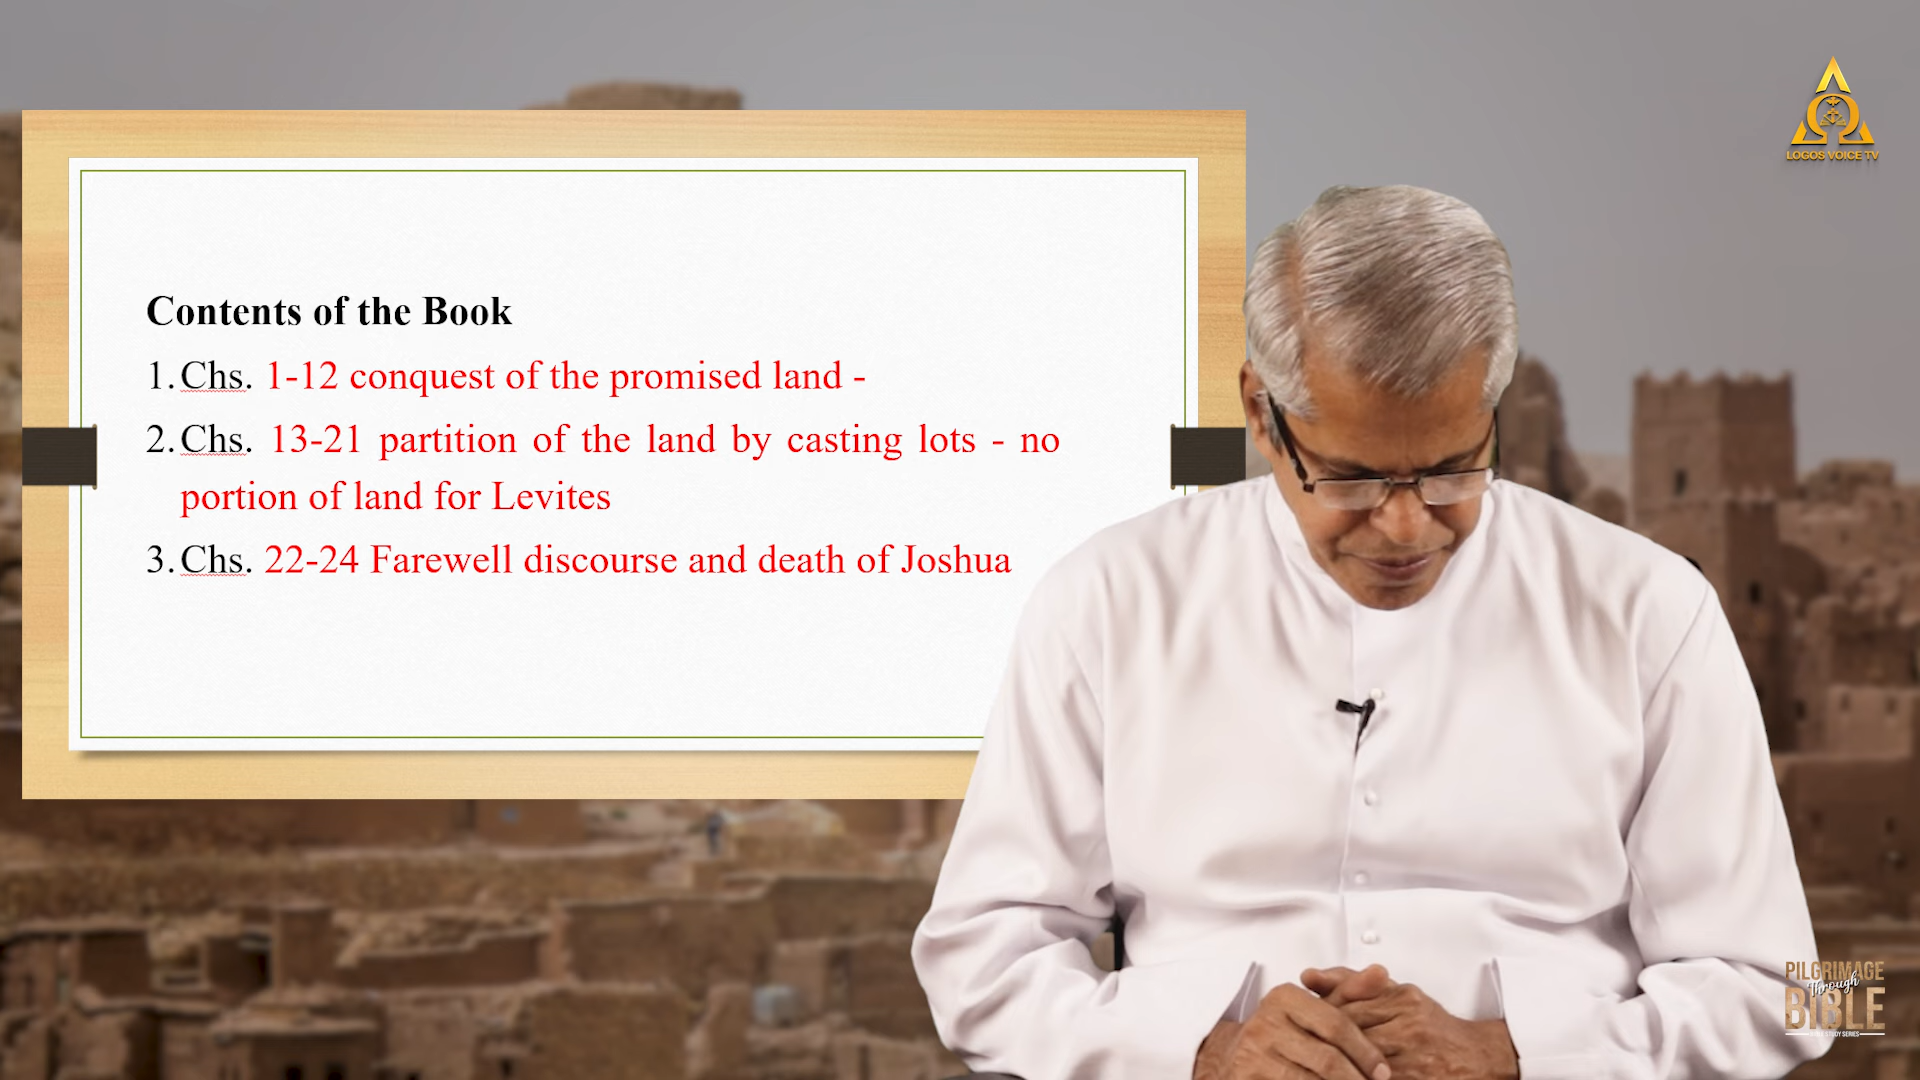 LOGOS VOICE TV
Contents of the Book
1. Chs. 1-12 conquest of the promised land -
2. Chs. 13-21 partition of the land by casting lots - no
portion of land for Levites
3. Chs. 22-24 Farewell discourse and death of Joshua
PILGRIMAGE
Through
BIBLE